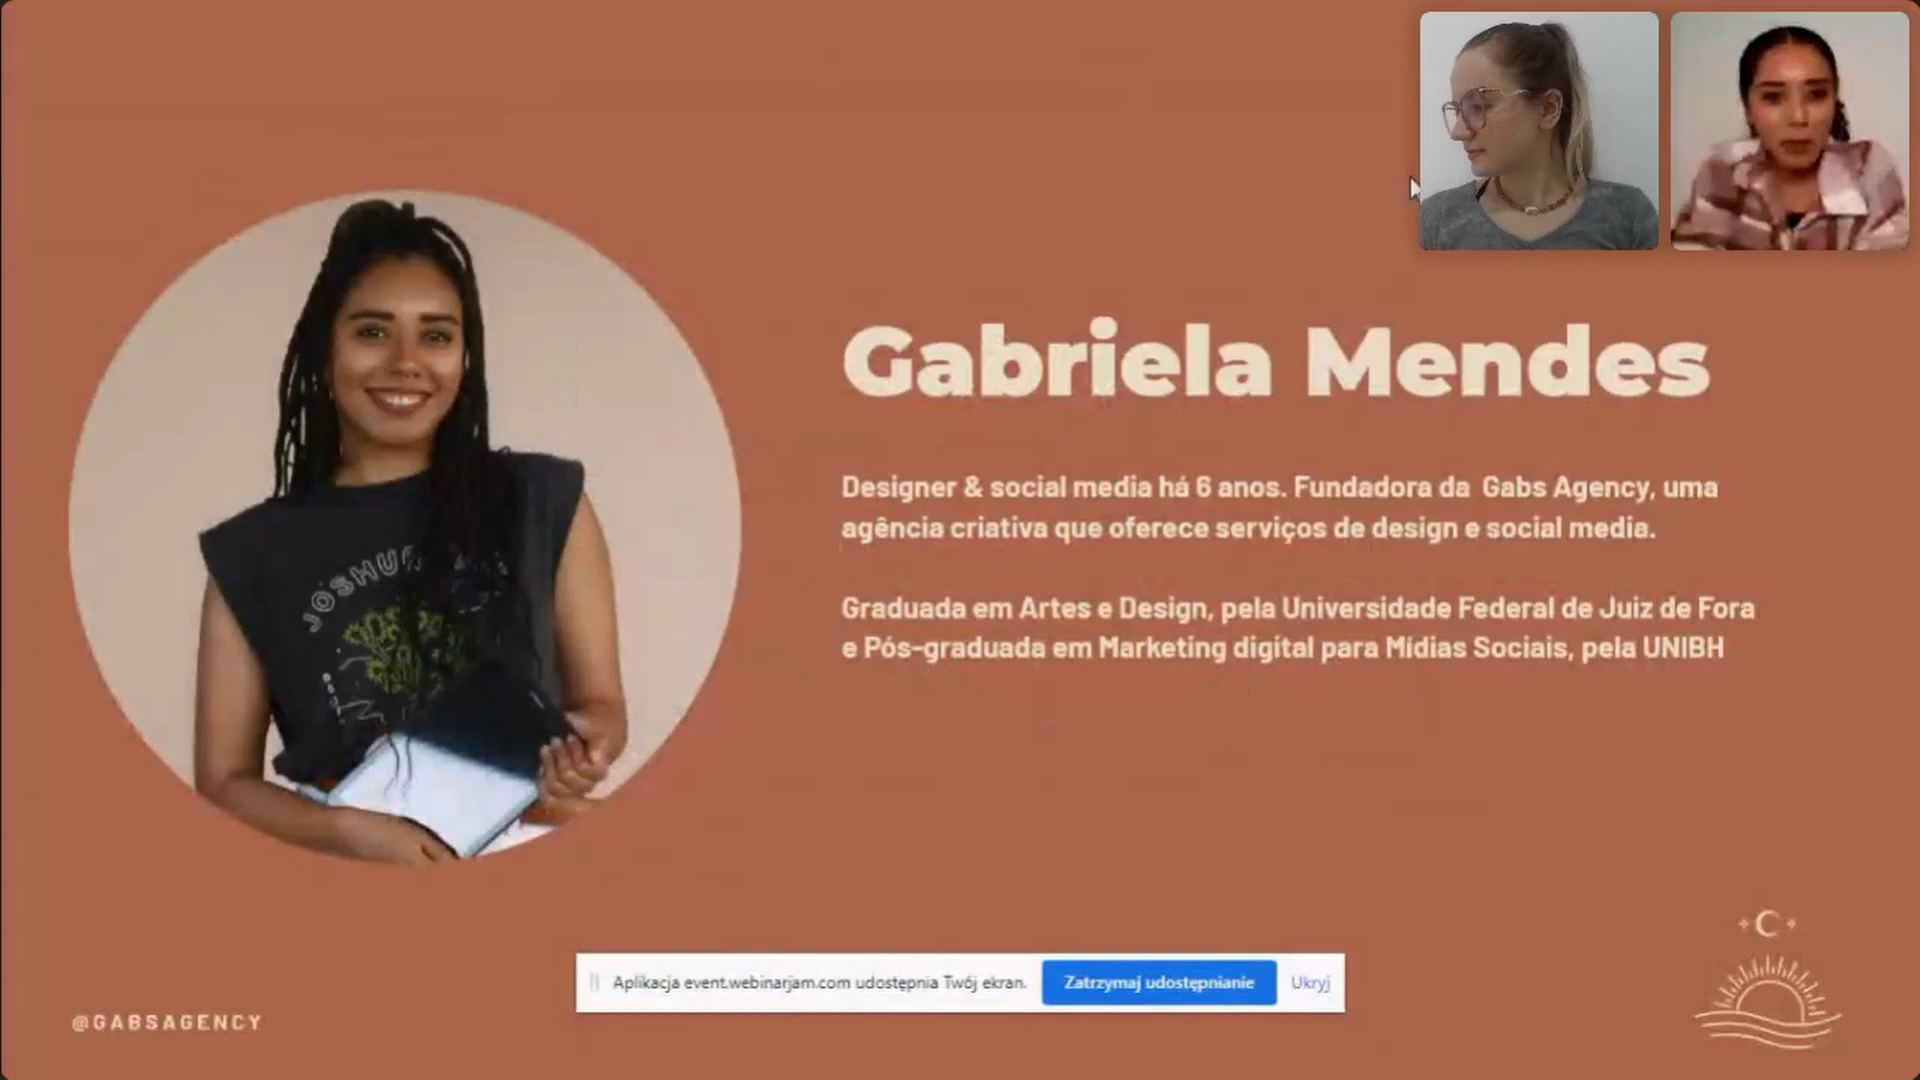 Gabriela Mendes
Designer & social media há 6 anos. Fundadora da Gabs Agency, uma
agência criativa que oferece serviços de design e social media.
Graduada em Artes e Design, pela Universidade Federal de Juiz de Fora
e Pós-graduada em Marketing digital para Mídias Sociais, pela UNIBH
Aplikacja event.webinarjam.com udostępnia Twój ekran.
Zatrzymaj udostępnianie
Ukryj
@GABSAGENCY